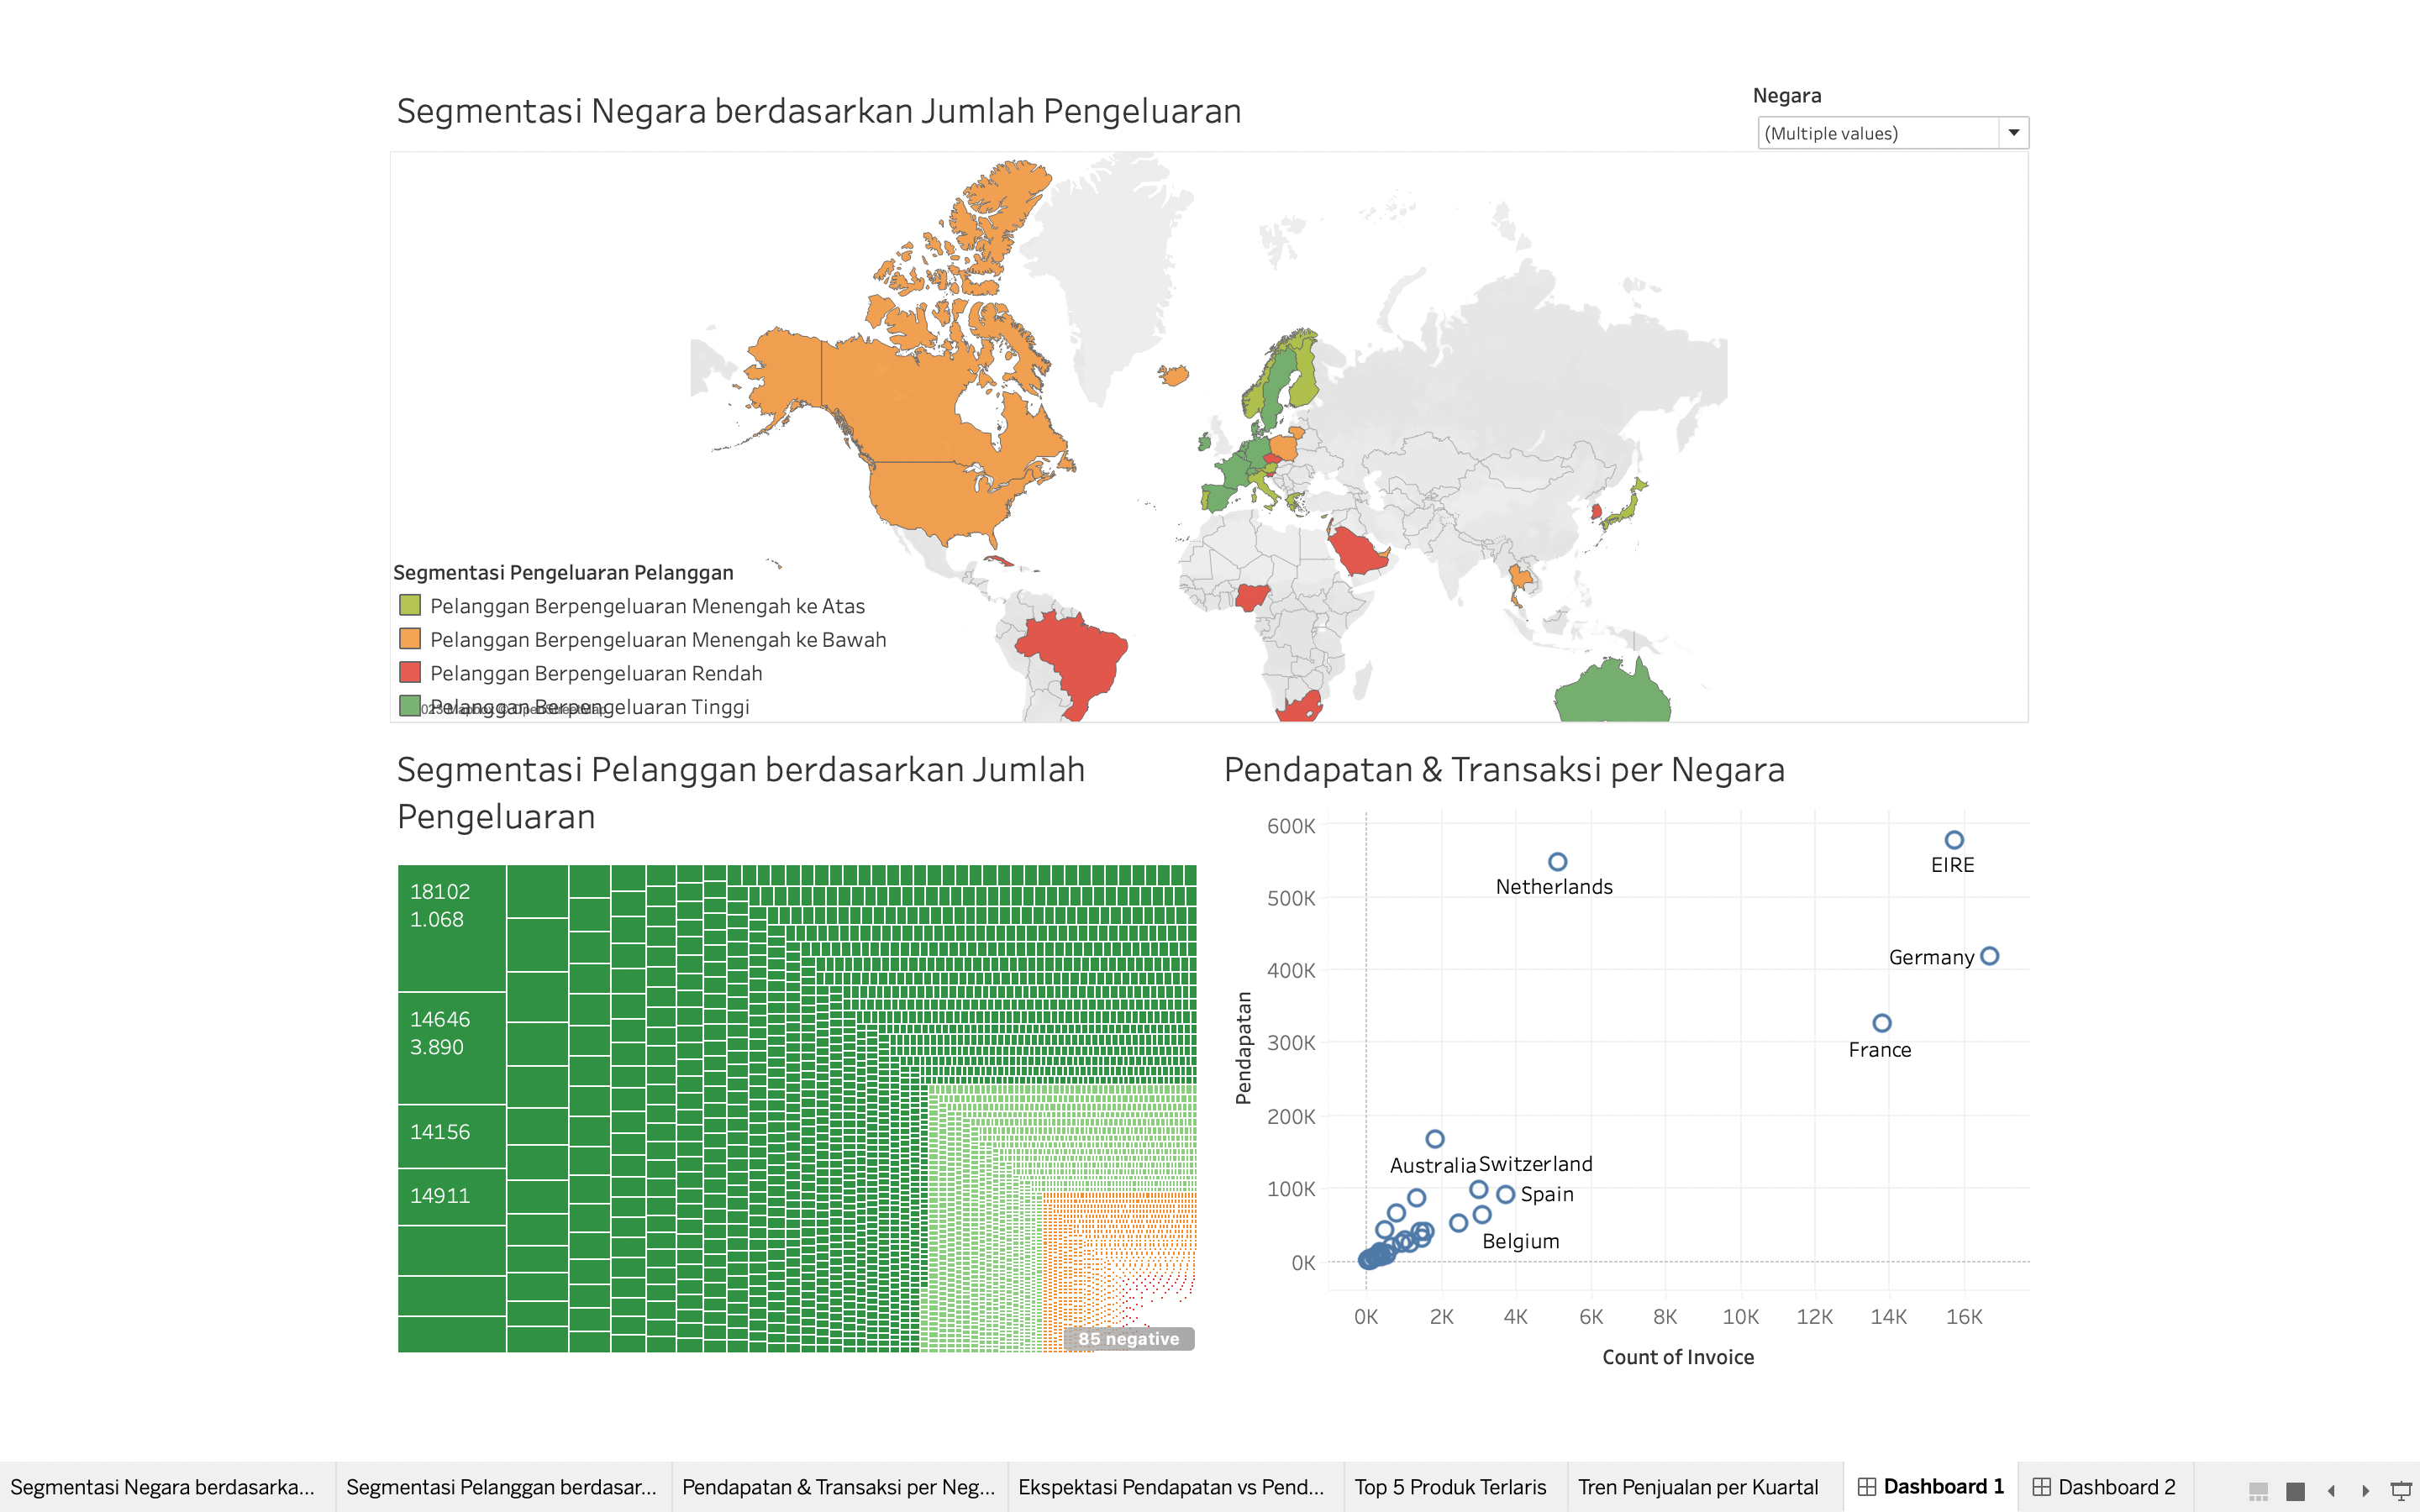 Segmentasi Negara berdasarkan Jumlah Pengeluaran
Negara
(Multiple values)
Segmentasi Pengeluaran Pelanggan
Pelanggan Berpengeluaran Menengah ke Atas
Pelanggan Berpengeluaran Menengah ke Bawah
Pelanggan Berpengeluaran Rendah
Pelanggan Berpengeluaran Tinggi
Segmentasi Pelanggan berdasarkan Jumlah
Pengeluaran
18102
1.068
14646
3.890
14156
14911
85 negative
Pendapatan & Transaksi per Negara
Pendapatan
600K
500K
400K
300K
200K
100K
0K
EIRE
Netherlands
Germany
France
Australia
Switzerland
Spain
Belgium
0K
2K
4K
6K
8K
10K
12K
14K
16K
Count of Invoice
Segmentasi Negara berdasarka...
Segmentasi Pelanggan berdasar...
Pendapatan & Transaksi per Neg...
Ekspektasi Pendapatan vs Pend...
Top 5 Produk Terlaris
Tren Penjualan per Kuartal
Dashboard 1
Dashboard 2